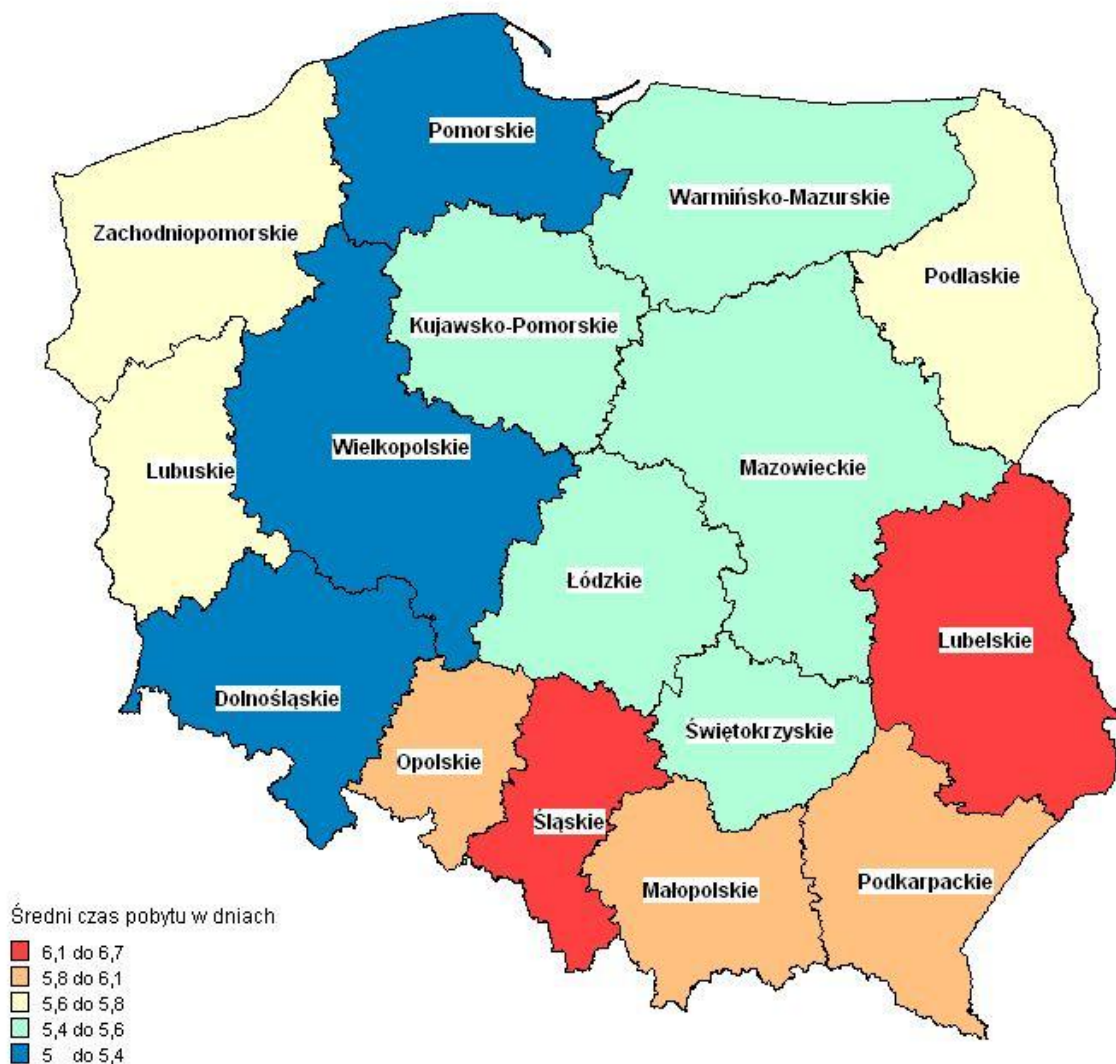 Pomorskie
Warmińsko-Mazurskie
Zachodniopomorskie
Podlaskie
Kujawsko-Pomorskie
Wielkopolskie
Mazowieckie
Lubuskie
Łódzkie
Lubelskie
Dolnośląskie
Świętokrzyskie
Opolskie
Śląskie
Małopolskie
Podkarpackie
Średni czas pobytu w dniach
6,1 do 6,7
5,8 do 6,1
5,6 do 5,8
5,4 do 5,6
5 do 5,4